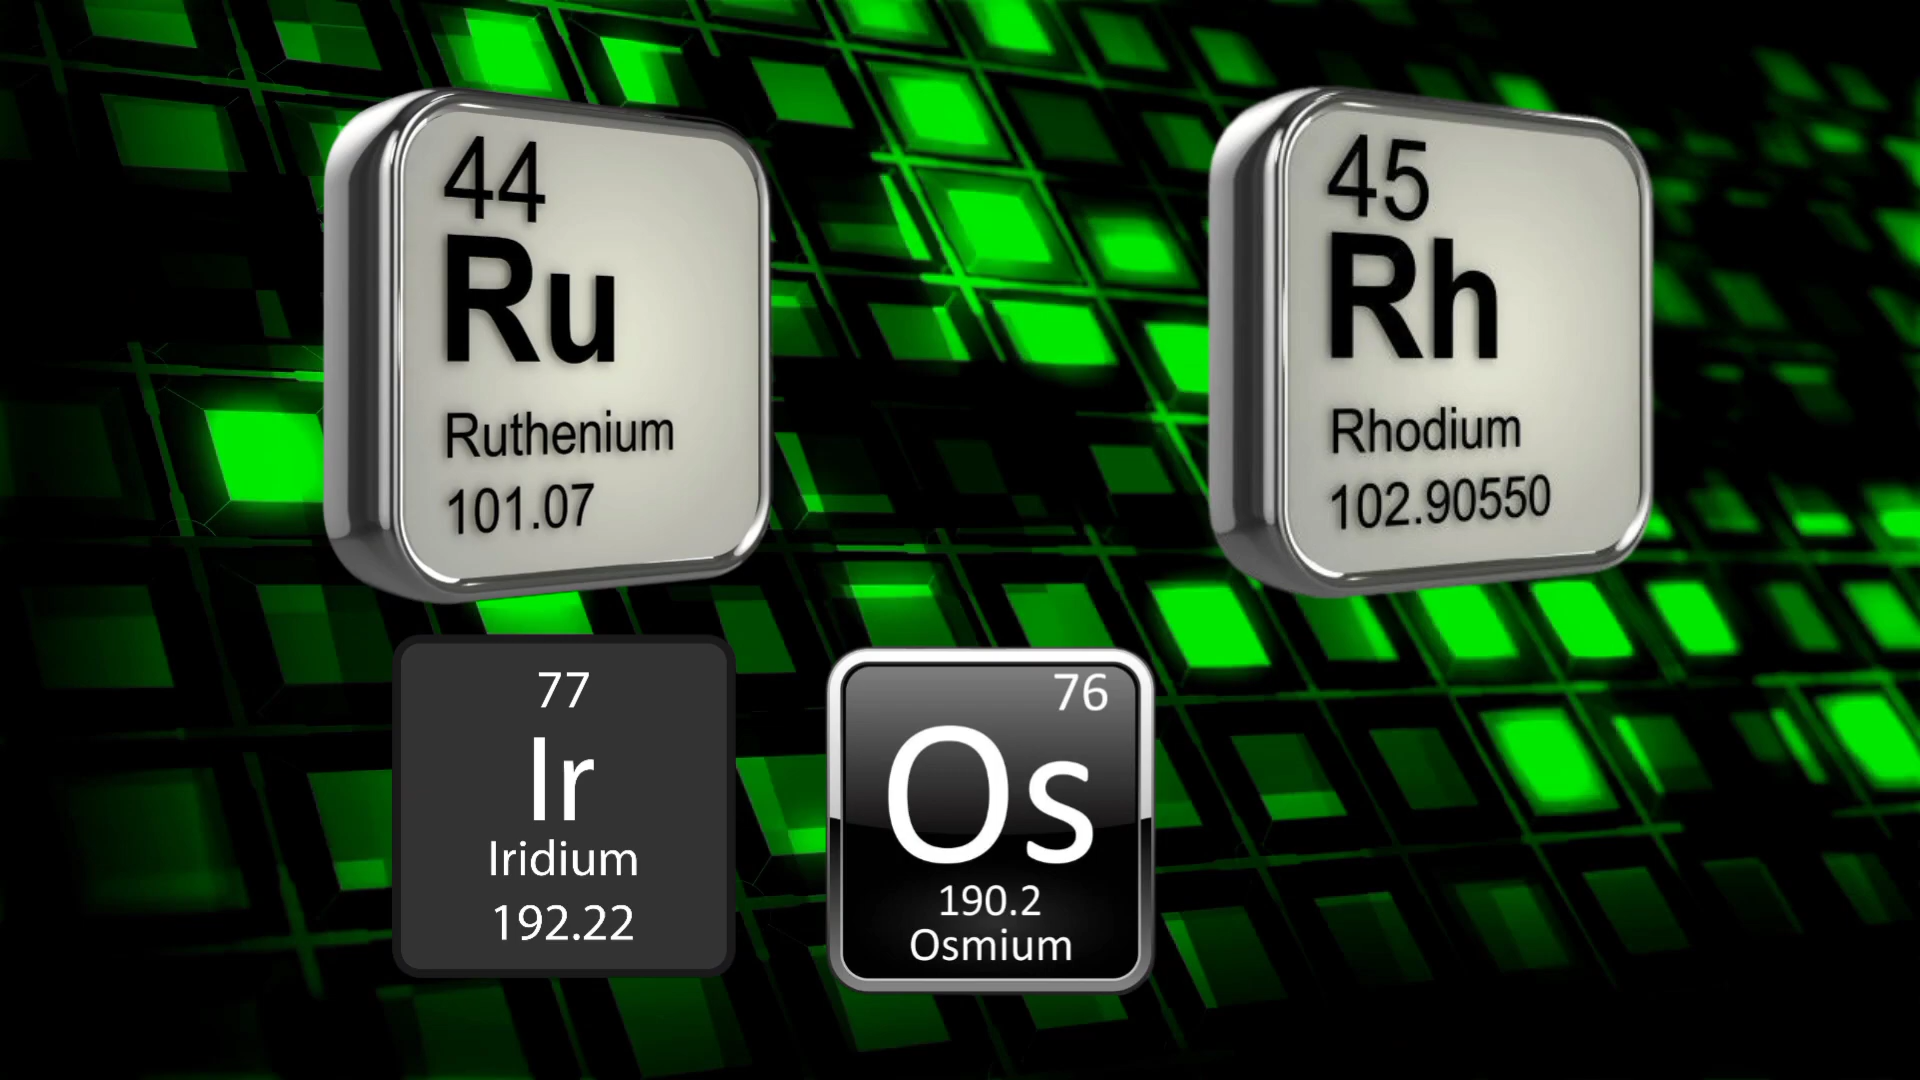 44
Ru
Ruthenium
101.07
45
Rh
Rhodium
102.90550
77
Ir
Iridium
192.22
76
Os
190.2
Osmium